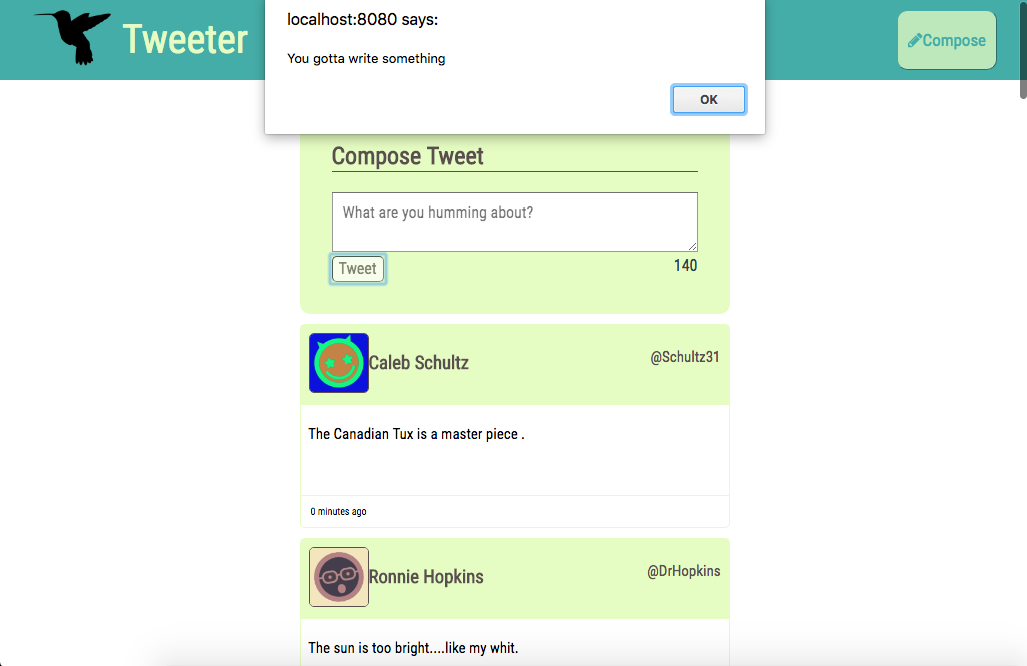 localhost:8080 says:
You gotta write something
OK
Tweeter
Compose
Compose Tweet
What are you humming about?
Tweet
140
Caleb Schultz
@Schultz31
The Canadian Tux is a master piece .
0 minutes ago
Ronnie Hopkins
@DrHopkins
The sun is too bright....like my whit.